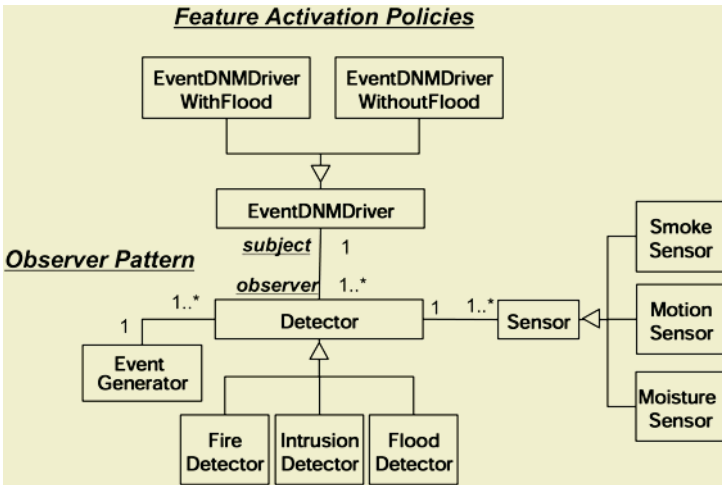 Feature Activation Policies
EventDNMDriver
WithFlood
EventDNMDriver
WithoutFlood
EventDNMDriver
subject 1
Observer Pattern
observer 1..*
1..*
1
Detector
1 1..*
Sensor
Smoke
Sensor
Motion
Sensor
Moisture
Sensor
Event
Generator
Fire
Detector
Intrusion
Detector
Flood
Detector